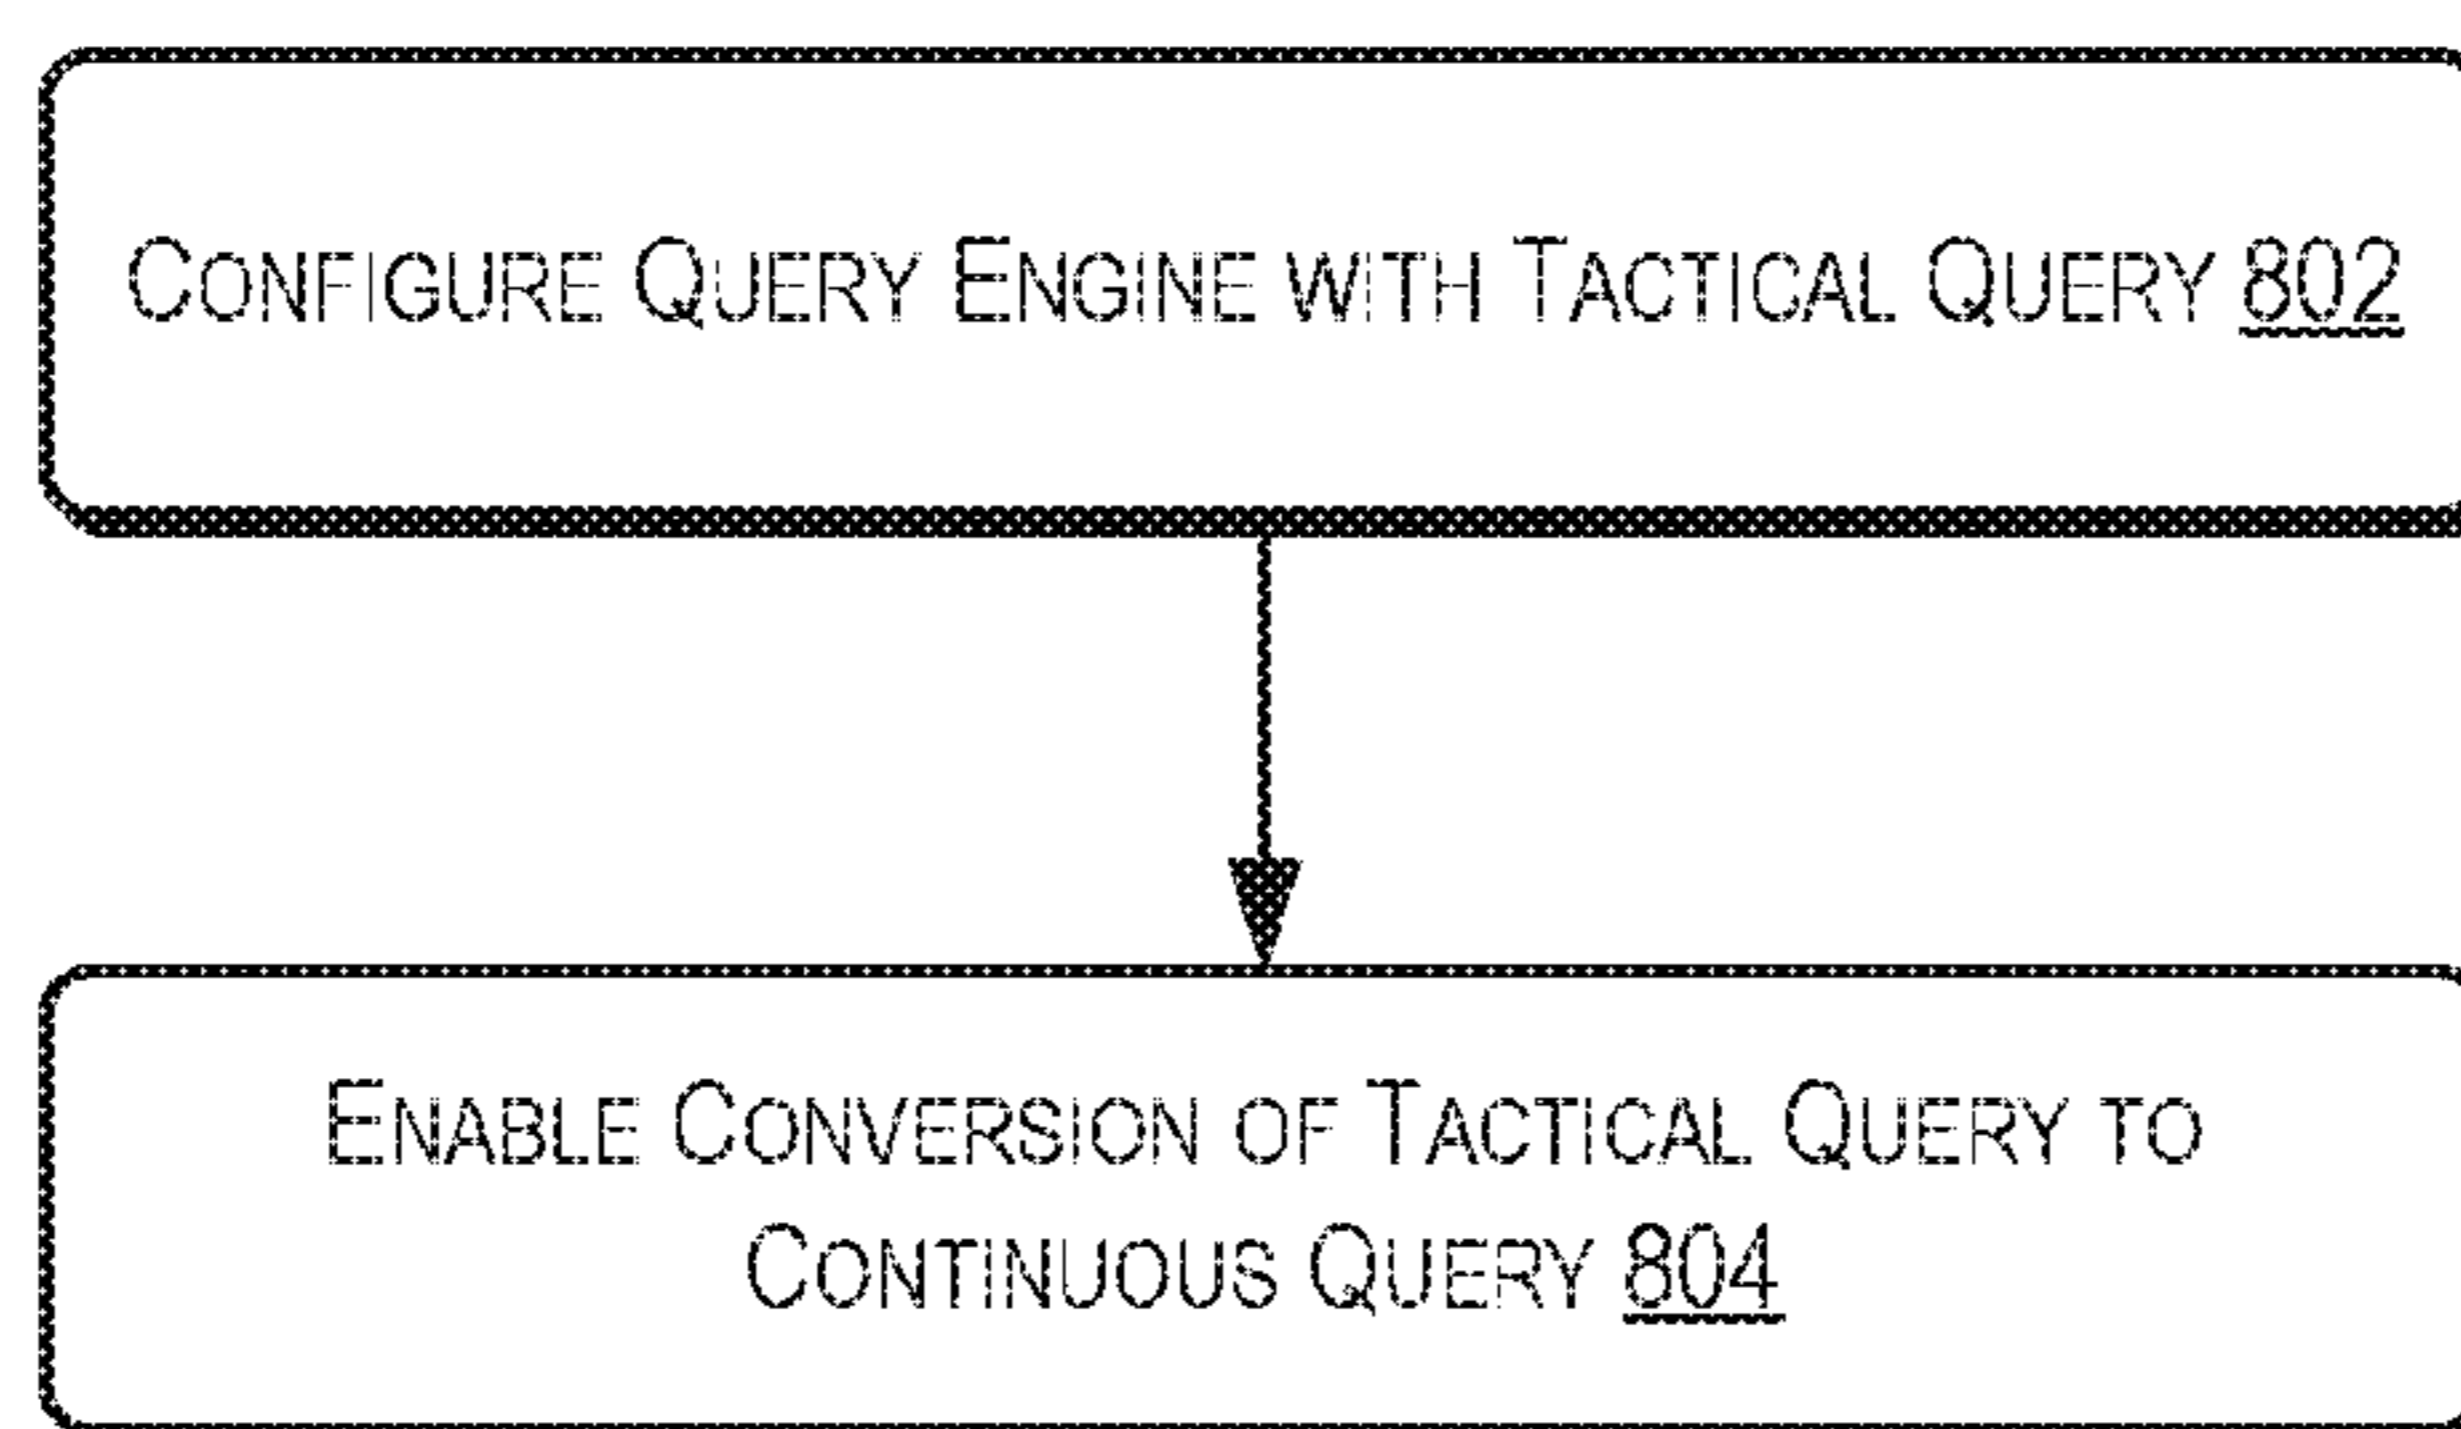 CONFIGURE QUERY ENGINE WITH TACTICAL QUERY 802
ENABLE CONVERSION OF TACTICAL QUERY TO
CONTINUOUS QUERY 804